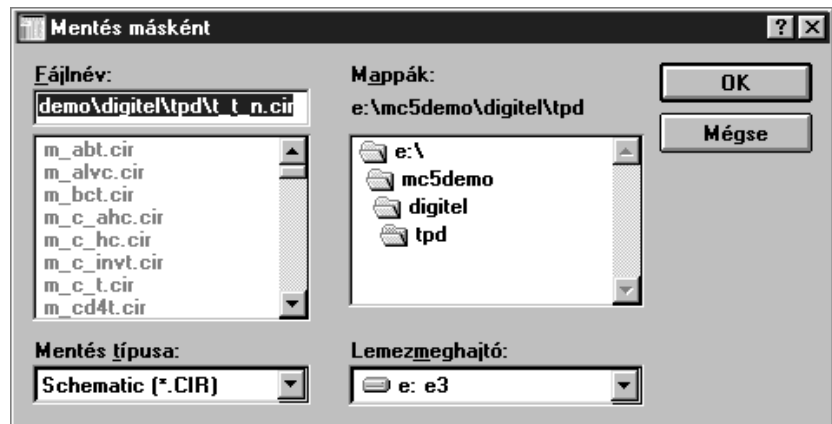 Mentés másként
Fájlnév:
demo\digitel\tpd\t_t_n.cir
m_abt.cir
m_alvc.cir
m_bct.cir
m_c_ahc.cir
m_c_hc.cir
m_c_invt.cir
m_c_t.cir
m_cd4t.cir
Mentés típusa:
Schematic (*.CIR)
Mappák:
e:\mc5demo\digitel\tpd
e:\
mc5demo
digitel
tpd
Lemezmeghajtó:
e: e3
OK
Mégse